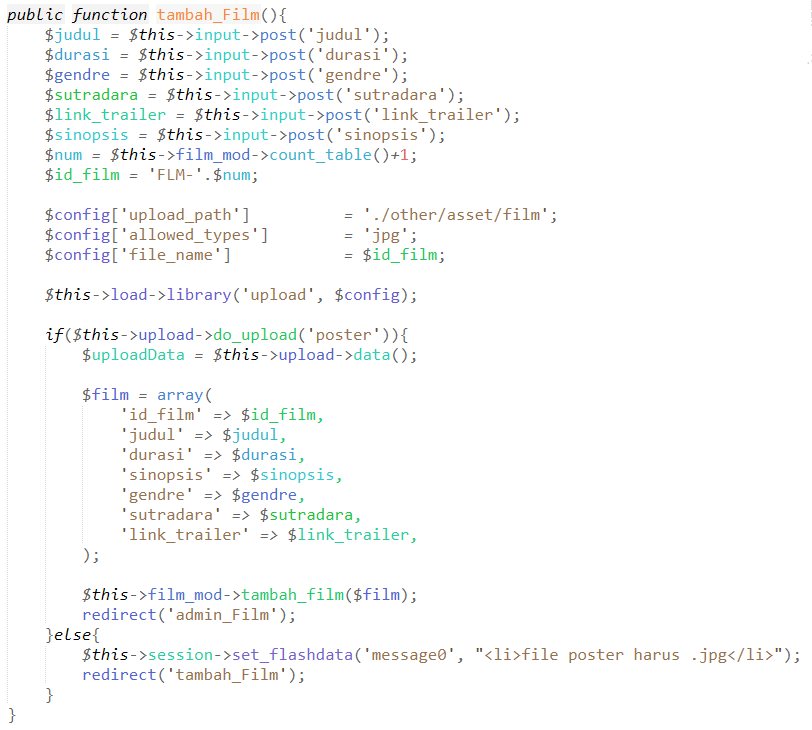 public function tambah_Film(){
    $judul = $this->input->post('judul');
    $durasi = $this->input->post('durasi');
    $gendre = $this->input->post('gendre');
    $sutradara = $this->input->post('sutradara');
    $link_trailer = $this->input->post('link_trailer');
    $sinopsis = $this->input->post('sinopsis');
    $num = $this->film_mod->count_table()+1;
    $id_film = 'FLM-'.$num;

    $config['upload_path']          = './other/asset/film';
    $config['allowed_types']        = 'jpg';
    $config['file_name']            = $id_film;

    $this->load->library('upload', $config);

    if($this->upload->do_upload('poster')){
        $uploadData = $this->upload->data();

        $film = array(
            'id_film' => $id_film,
            'judul' => $judul,
            'durasi' => $durasi,
            'sinopsis' => $sinopsis,
            'gendre' => $gendre,
            'sutradara' => $sutradara,
            'link_trailer' => $link_trailer,
        );

        $this->film_mod->tambah_film($film);
        redirect('admin_Film');
    }else{
        $this->session->set_flashdata('message0', "<li>file poster harus .jpg</li>");
        redirect('tambah_Film');
    }
}